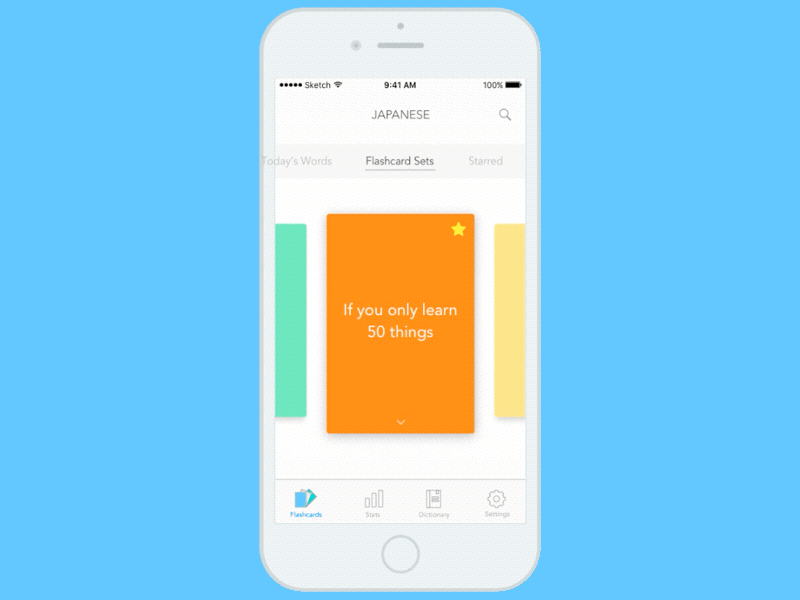 ●●●●● Sketch 9:41 AM 100%
JAPANESE
Today's Words Flashcard Sets Starred
If you only learn
50 things
Flashcards Stats Dictionary Settings